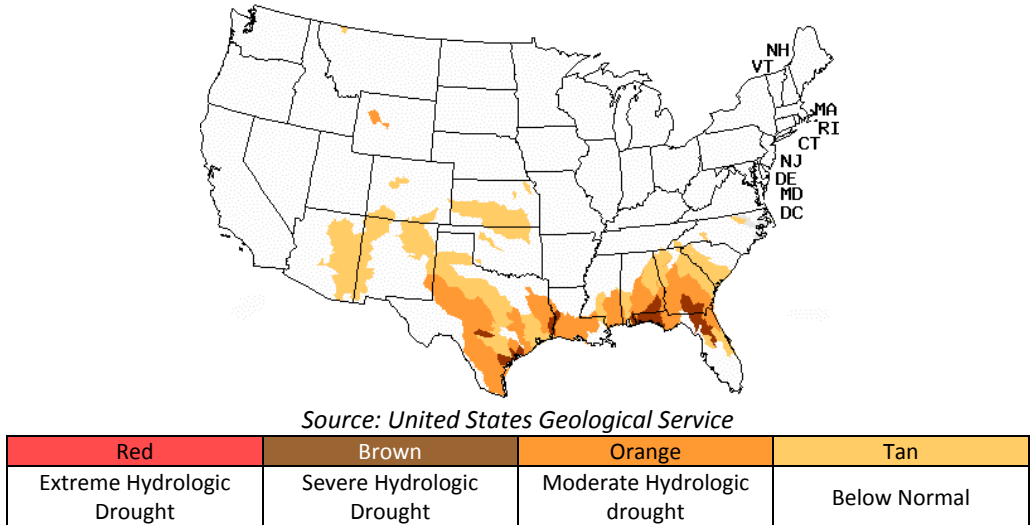 NH
VT
MA
RI
CT
NJ
DE
MD
DC
Source: United States Geological Service
Red Brown Orange Tan
Extreme Hydrologic Drought Severe Hydrologic Drought Moderate Hydrologic drought Below Normal